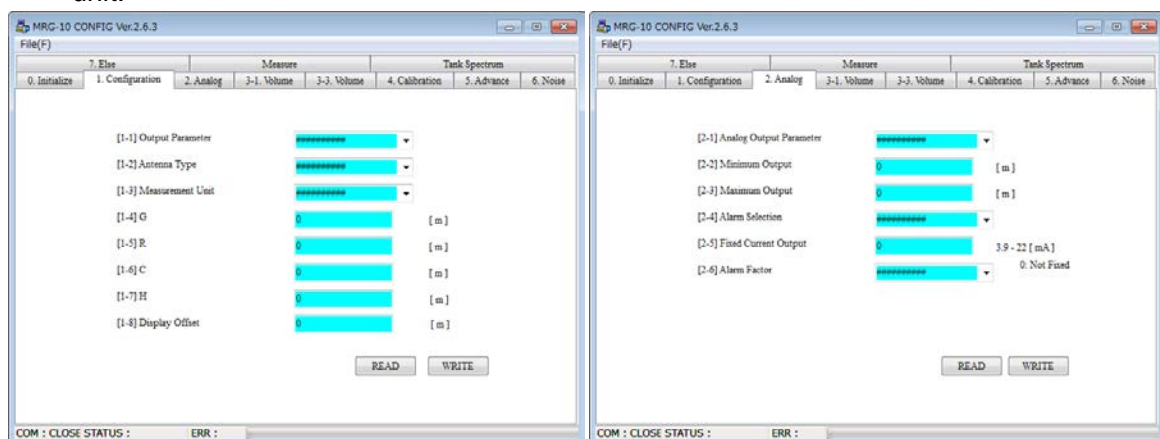 unit.
MRG-10 CONFIG Ver.2.6.3
File(F)
7. Else Measure Tank Spectrum
0. Initialize 1. Configuration 2. Analog 3-1. Volume 3-3. Volume 4. Calibration 5. Advance 6. Noise
[1-1] Output Parameter ##########
[1-2] Antenna Type ##########
[1-3] Measurement Unit ##########
[1-4] G 0 [ m ]
[1-5] R 0 [ m ]
[1-6] C 0 [ m ]
[1-7] H 0 [ m ]
[1-8] Display Offset 0 [ m ]
READ WRITE
COM : CLOSE STATUS : ERR :
MRG-10 CONFIG Ver.2.6.3
File(F)
7. Else Measure Tank Spectrum
0. Initialize 1. Configuration 2. Analog 3-1. Volume 3-3. Volume 4. Calibration 5. Advance 6. Noise
[2-1] Analog Output Parameter ##########
[2-2] Minimum Output 0 [ m ]
[2-3] Maximum Output 0 [ m ]
[2-4] Alarm Selection ##########
[2-5] Fixed Current Output 0 3.9 - 22 [ mA ]
0: Not Fixed
[2-6] Alarm Factor ##########
READ WRITE
COM : CLOSE STATUS : ERR :